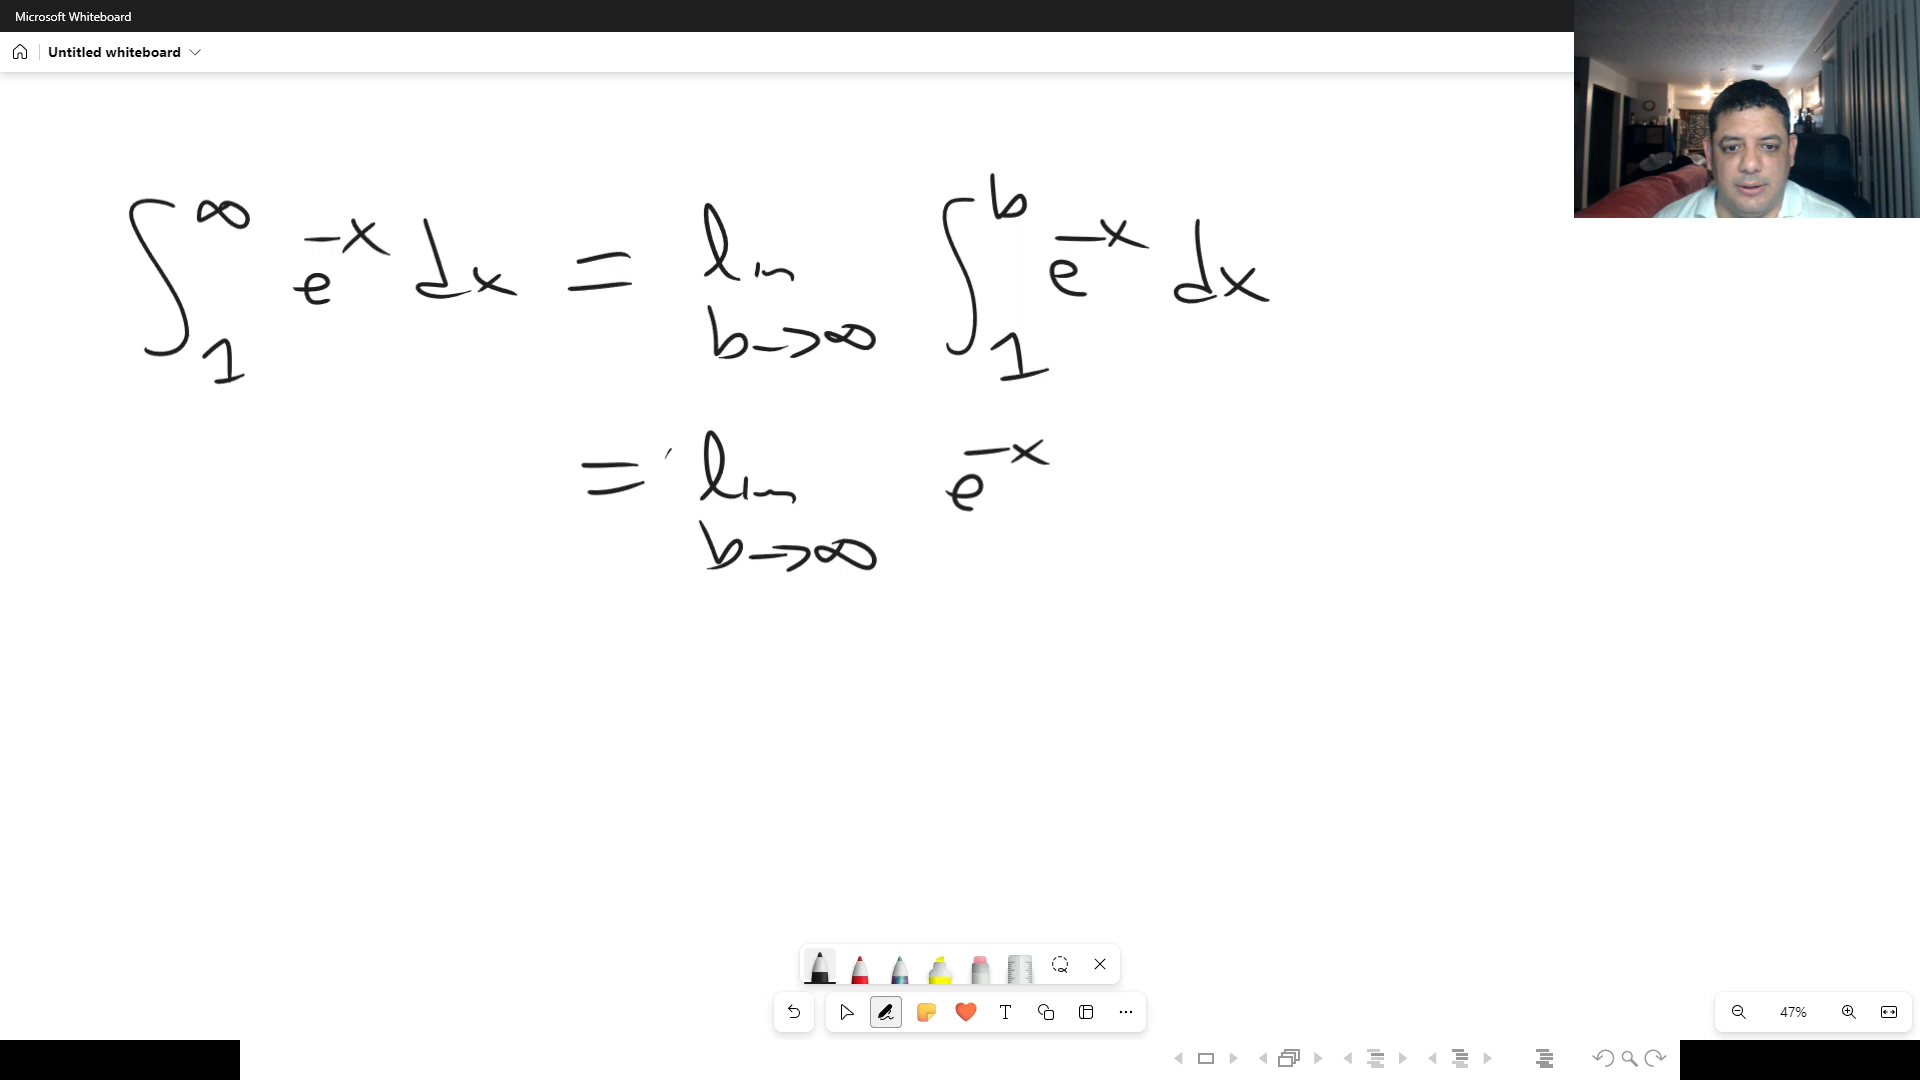 Microsoft Whiteboard
Untitled whiteboard
∫₁^∞ e^{-x} dx = lim_{b→∞} ∫₁^b e^{-x} dx
= lim_{b→∞} e^{-x}
47%